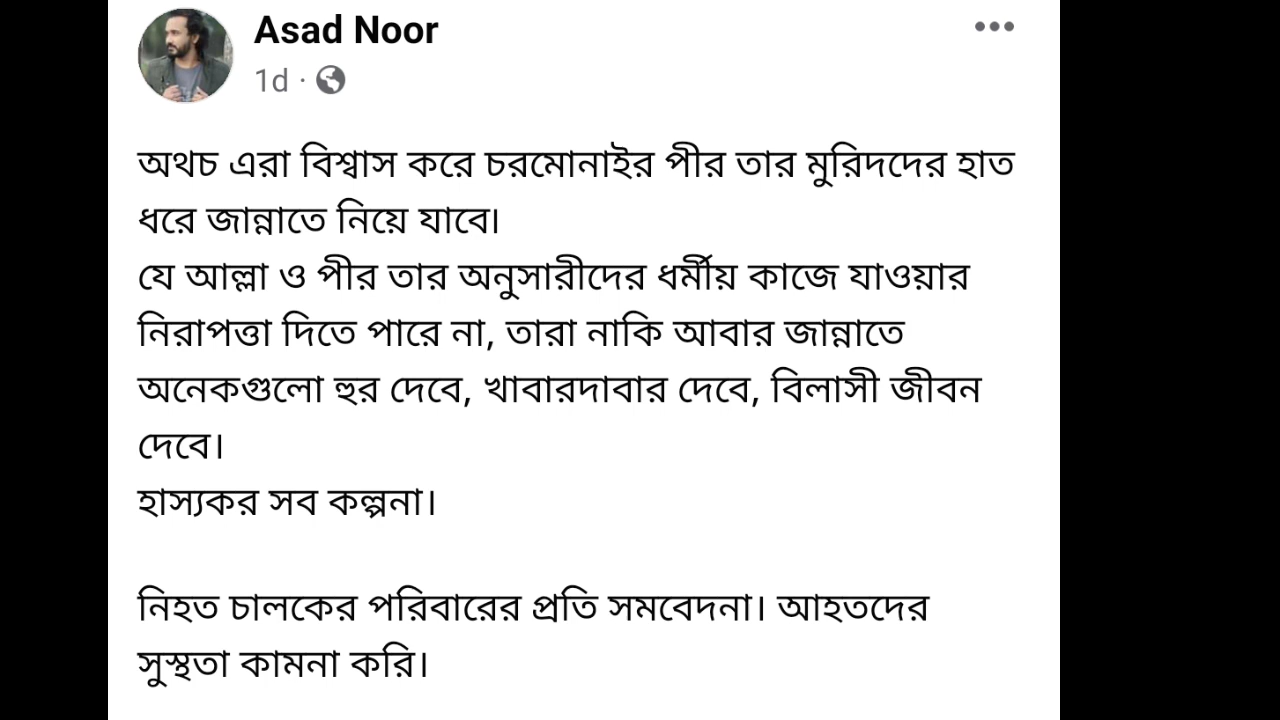 Asad Noor
1d ·
অথচ এরা বিশ্বাস করে চরমোনাইর পীর তার মুরিদদের হাত
ধরে জান্নাতে নিয়ে যাবে।
যে আল্লা ও পীর তার অনুসারীদের ধর্মীয় কাজে যাওয়ার
নিরাপত্তা দিতে পারে না, তারা নাকি আবার জান্নাতে
অনেকগুলো হুর দেবে, খাবারদাবার দেবে, বিলাসী জীবন
দেবে।
হাস্যকর সব কল্পনা।
নিহত চালকের পরিবারের প্রতি সমবেদনা। আহতদের
সুস্থতা কামনা করি।